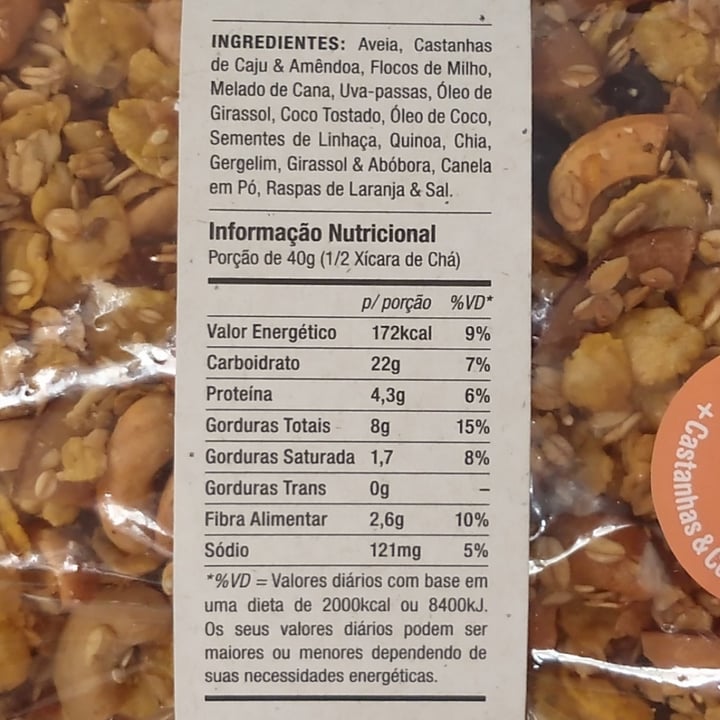 INGREDIENTES: Aveia, Castanhas
de Caju & Amêndoa, Flocos de Milho,
Melado de Cana, Uva-passas, Óleo de
Girassol, Coco Tostado, Óleo de Coco,
Sementes de Linhaça, Quinoa, Chia,
Gergelim, Girassol & Abóbora, Canela
em Pó, Raspas de Laranja & Sal.
Informação Nutricional
Porção de 40g (1/2 Xícara de Chá)
p/ porção %VD*
Valor Energético 172kcal 9%
Carboidrato 22g 7%
Proteína 4,3g 6%
Gorduras Totais 8g 15%
Gorduras Saturada 1,7 8%
Gorduras Trans 0g –
Fibra Alimentar 2,6g 10%
Sódio 121mg 5%
*%VD = Valores diários com base em
uma dieta de 2000kcal ou 8400kJ.
Os seus valores diários podem ser
maiores ou menores dependendo de
suas necessidades energéticas.
+ Castanhas &